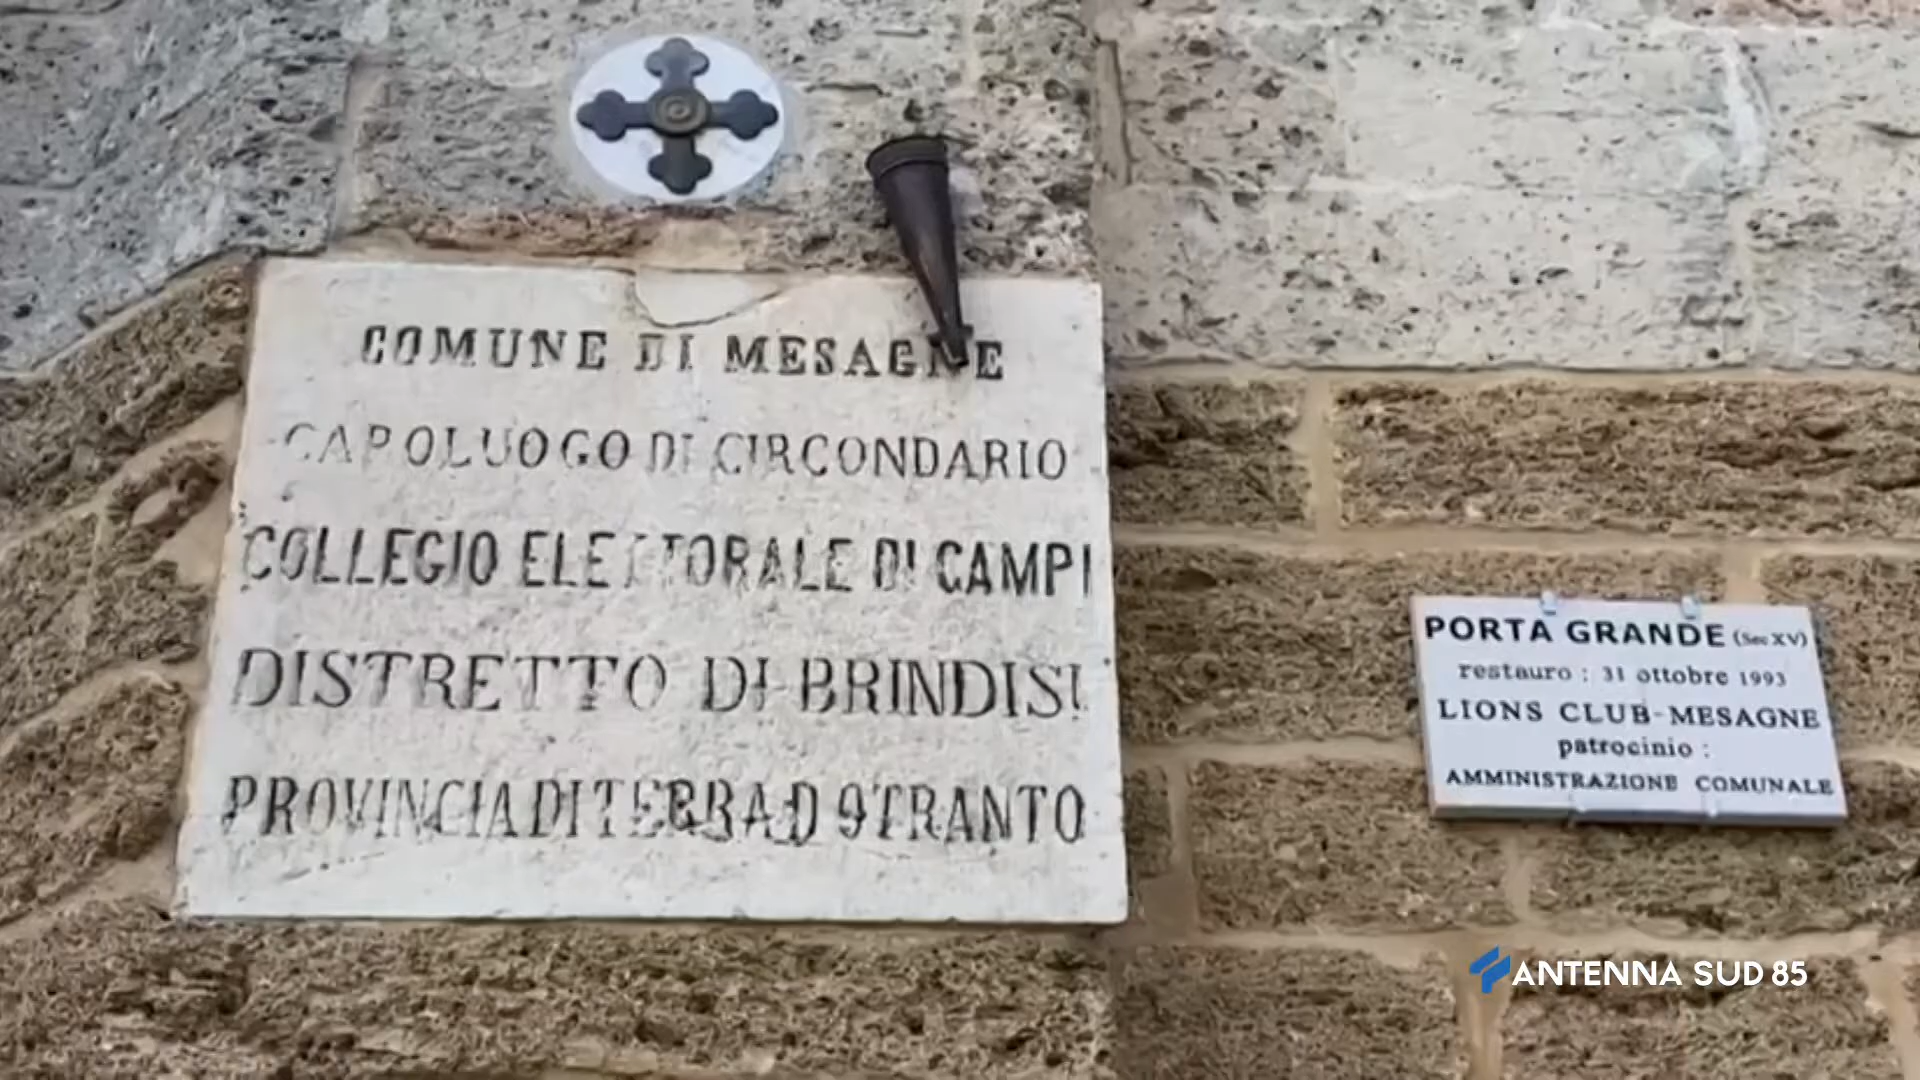 COMUNE DI MESAGNE
CAPOLUOGO DI CIRCONDARIO
COLLEGIO ELETTORALE DI CAMPI
DISTRETTO DI BRINDISI
PROVINCIA DI TERRA D OTRANTO
PORTA GRANDE (Sec XV)
restauro : 31 ottobre 1993
LIONS CLUB-MESAGNE
patrocinio :
AMMINISTRAZIONE COMUNALE
ANTENNA SUD 85